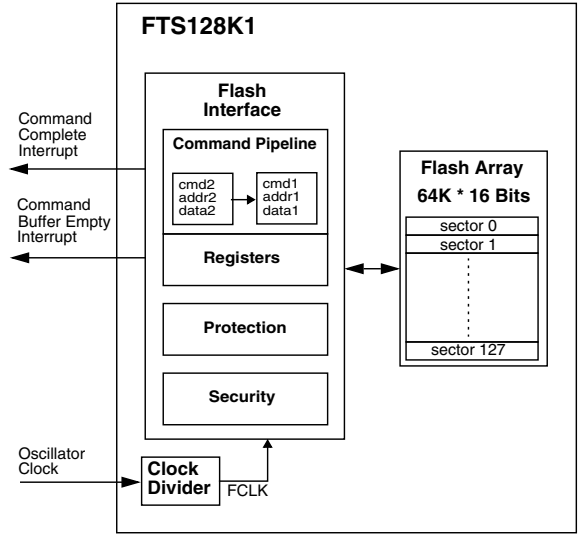 FTS128K1
Flash
Interface
Command Pipeline
cmd2
addr2
data2
cmd1
addr1
data1
Registers
Protection
Security
Command
Complete
Interrupt
Command
Buffer Empty
Interrupt
Flash Array
64K * 16 Bits
sector 0
sector 1
sector 127
Oscillator
Clock
Clock
Divider
FCLK